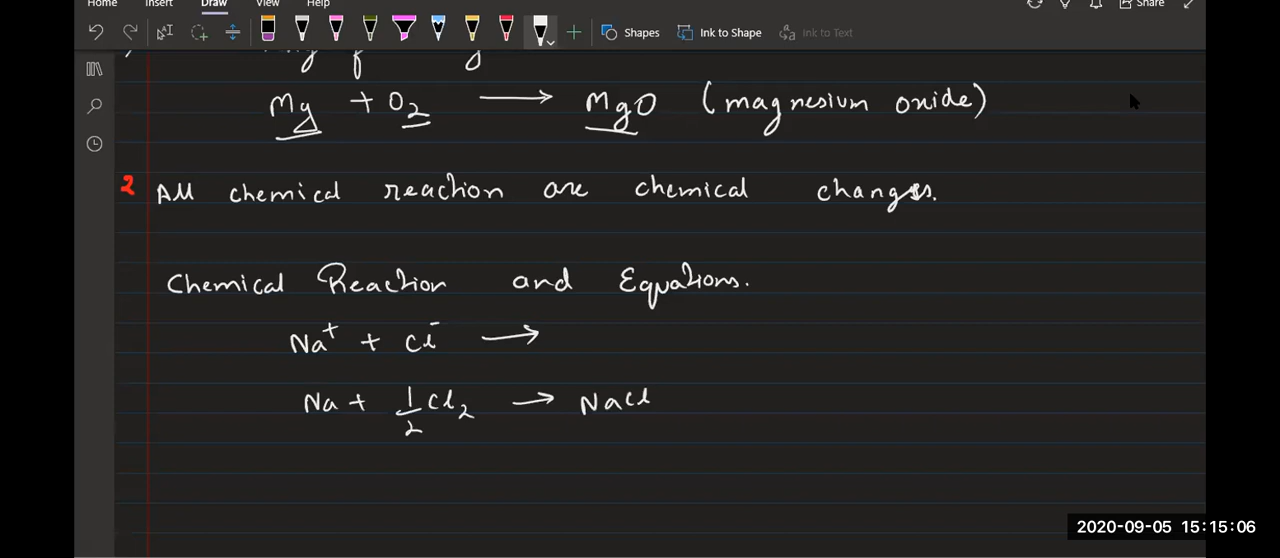 Home Insert Draw View Help Share
Shapes Ink to Shape Ink to Text
Mg + O2 ⟶ MgO (magnesium oxide)
2 All chemical reaction are chemical changes.
Chemical Reaction and Equations.
Na+ + Cl- ⟶
Na + 1/2 Cl2 ⟶ NaCl
2020-09-05 15:15:06